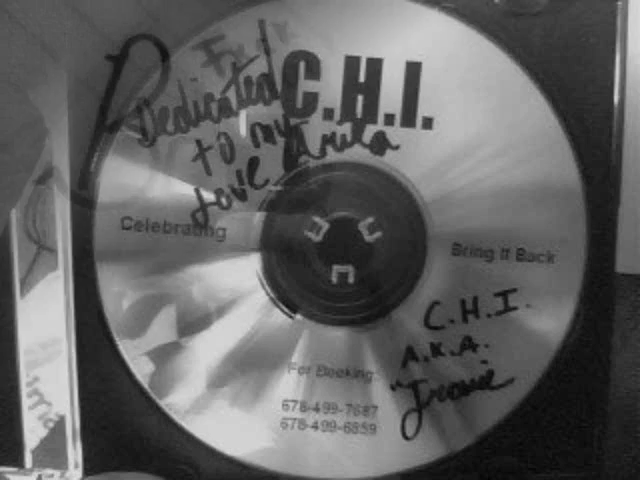 C.H.I.
Dedicated
to my
love Anita
Celebrating
Bring It Back
C.H.I.
A.K.A.
For Booking:
678-499-7687
678-499-6859